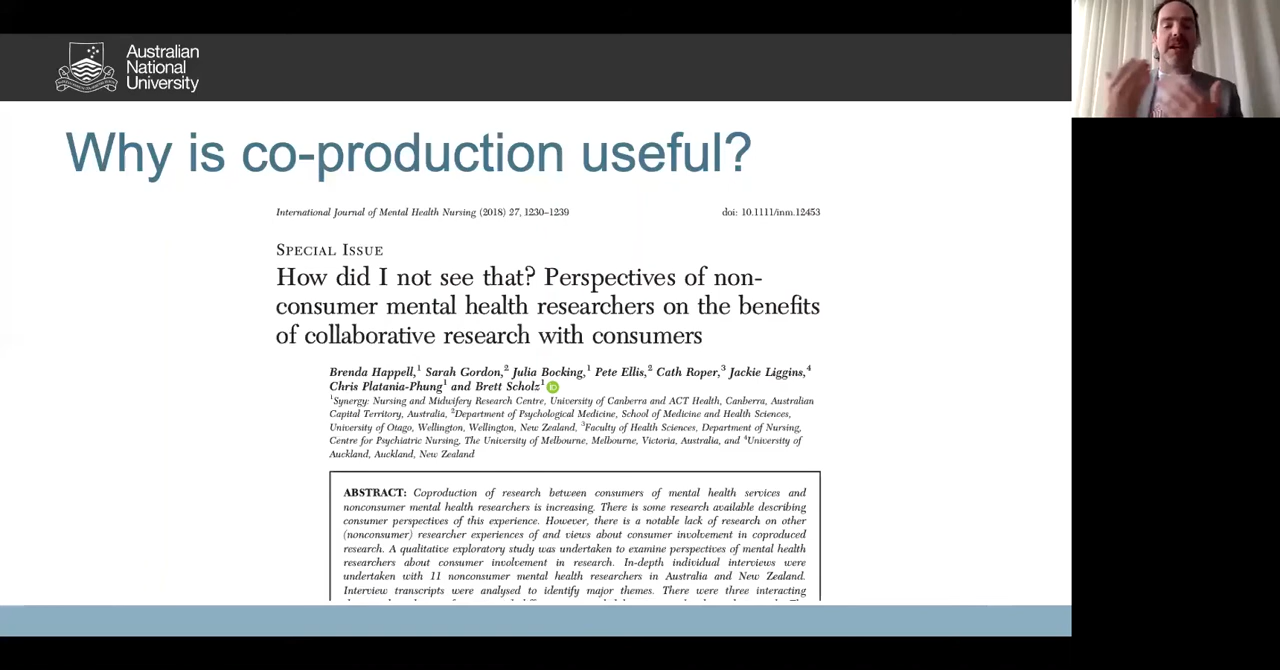 Australian
National
University
Why is co-production useful?
International Journal of Mental Health Nursing (2018) 27, 1230–1239 doi: 10.1111/inm.12453
SPECIAL ISSUE
How did I not see that? Perspectives of non-
consumer mental health researchers on the benefits
of collaborative research with consumers
Brenda Happell,1 Sarah Gordon,2 Julia Bocking,1 Pete Ellis,2 Cath Roper,3 Jackie Liggins,4
Chris Platania-Phung1 and Brett Scholz1 iD
1Synergy: Nursing and Midwifery Research Centre, University of Canberra and ACT Health, Canberra, Australian
Capital Territory, Australia, 2Department of Psychological Medicine, School of Medicine and Health Sciences,
University of Otago, Wellington, Wellington, New Zealand, 3Faculty of Health Sciences, Department of Nursing,
Centre for Psychiatric Nursing, The University of Melbourne, Melbourne, Victoria, Australia, and 4University of
Auckland, Auckland, New Zealand
ABSTRACT: Coproduction of research between consumers of mental health services and
nonconsumer mental health researchers is increasing. There is some research available describing
consumer perspectives of this experience. However, there is a notable lack of research on other
(nonconsumer) researcher experiences of and views about consumer involvement in coproduced
research. A qualitative exploratory study was undertaken to examine perspectives of mental health
researchers about consumer involvement in research. In-depth individual interviews were
undertaken with 11 nonconsumer mental health researchers in Australia and New Zealand.
Interview transcripts were analysed to identify major themes. There were three interacting